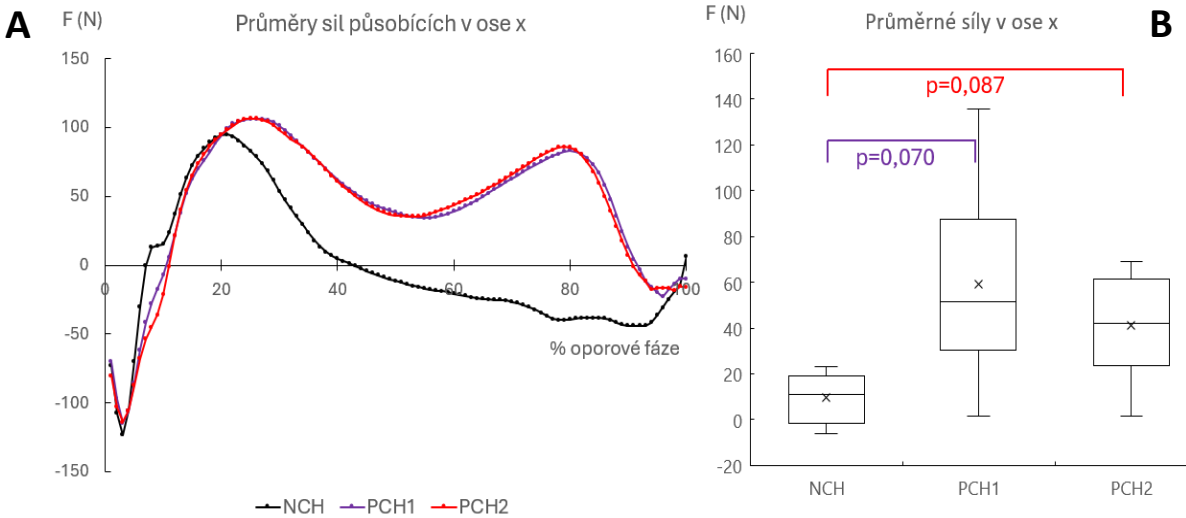 A
F (N)
Průměry sil působících v ose x
150
100
50
0
-50
-100
-150
0
20
40
60
80
100
% oporové fáze
NCH
PCH1
PCH2
F (N)
Průměrné síly v ose x
B
160
140
120
100
80
60
40
20
0
-20
p=0,087
p=0,070
NCH
PCH1
PCH2